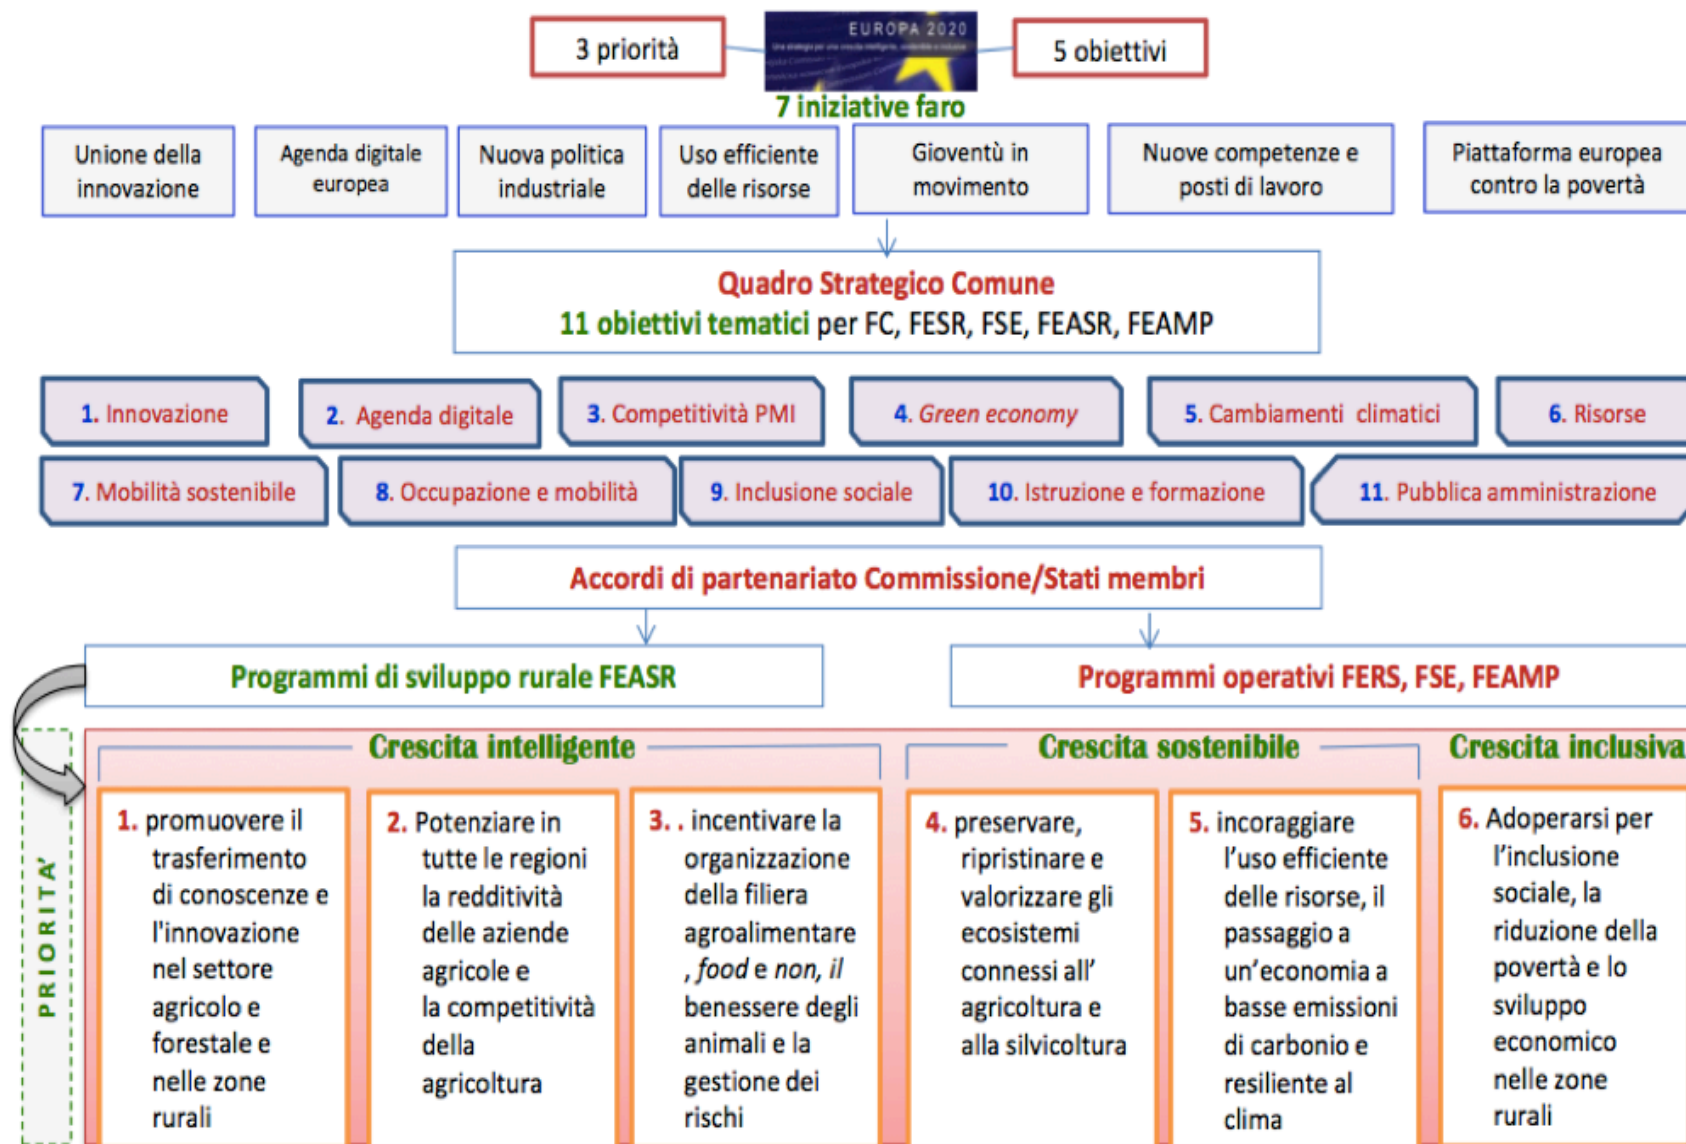 3 priorità
EUROPA 2020
Una strategia per una crescita intelligente, sostenibile e inclusiva
5 obiettivi
7 iniziative faro
Unione della
innovazione
Agenda digitale
europea
Nuova politica
industriale
Uso efficiente
delle risorse
Gioventù in
movimento
Nuove competenze e
posti di lavoro
Piattaforma europea
contro la povertà
Quadro Strategico Comune
11 obiettivi tematici per FC, FESR, FSE, FEASR, FEAMP
1. Innovazione
2. Agenda digitale
3. Competitività PMI
4. Green economy
5. Cambiamenti climatici
6. Risorse
7. Mobilità sostenibile
8. Occupazione e mobilità
9. Inclusione sociale
10. Istruzione e formazione
11. Pubblica amministrazione
Accordi di partenariato Commissione/Stati membri
Programmi di sviluppo rurale FEASR
Programmi operativi FERS, FSE, FEAMP
PRIORITA'
Crescita intelligente
Crescita sostenibile
Crescita inclusiva
1. promuovere il
trasferimento
di conoscenze e
l'innovazione
nel settore
agricolo e
forestale e
nelle zone
rurali
2. Potenziare in
tutte le regioni
la redditività
delle aziende
agricole e
la competitività
della
agricoltura
3. . incentivare la
organizzazione
della filiera
agroalimentare
, food e non, il
benessere degli
animali e la
gestione dei
rischi
4. preservare,
ripristinare e
valorizzare gli
ecosistemi
connessi all'
agricoltura e
alla silvicoltura
5. incoraggiare
l'uso efficiente
delle risorse, il
passaggio a
un'economia a
basse emissioni
di carbonio e
resiliente al
clima
6. Adoperarsi per
l'inclusione
sociale, la
riduzione della
povertà e lo
sviluppo
economico
nelle zone
rurali